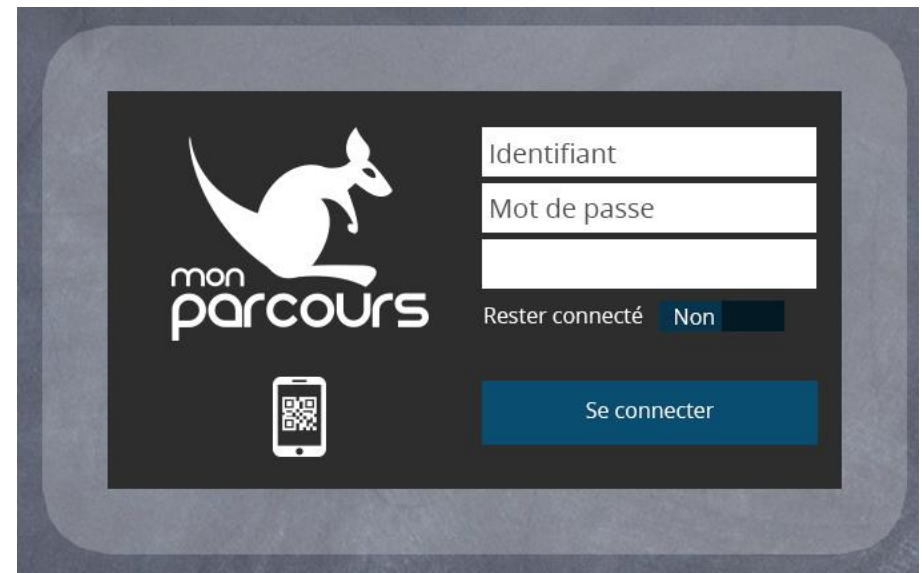 mon
parcours
Identifiant
Mot de passe
Rester connecté Non
Se connecter